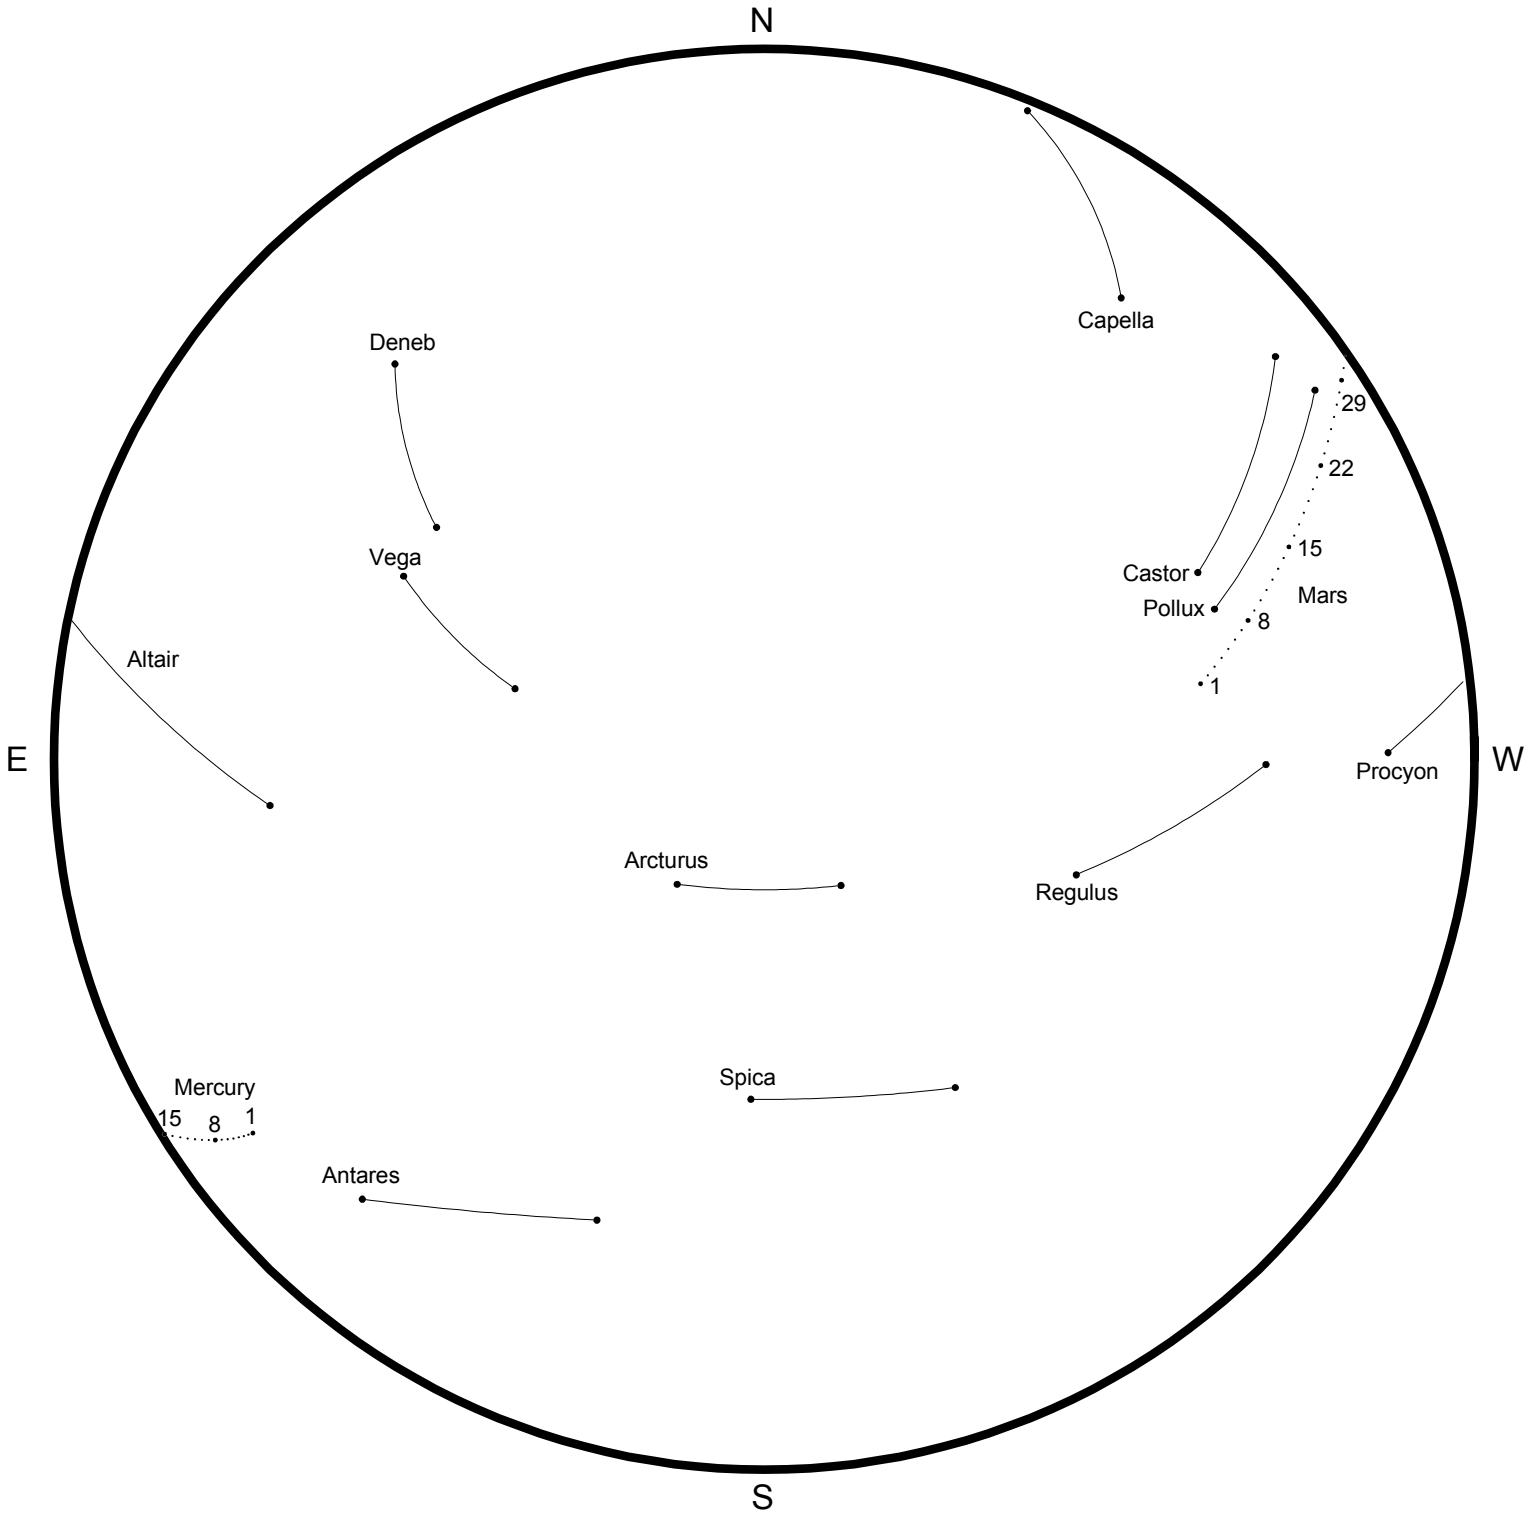 N
Capella
Deneb
29
22
Vega
15
Castor
Mars
Pollux
8
Altair
1
E
W
Procyon
Arcturus
Regulus
Spica
Mercury
15
8
1
Antares
S